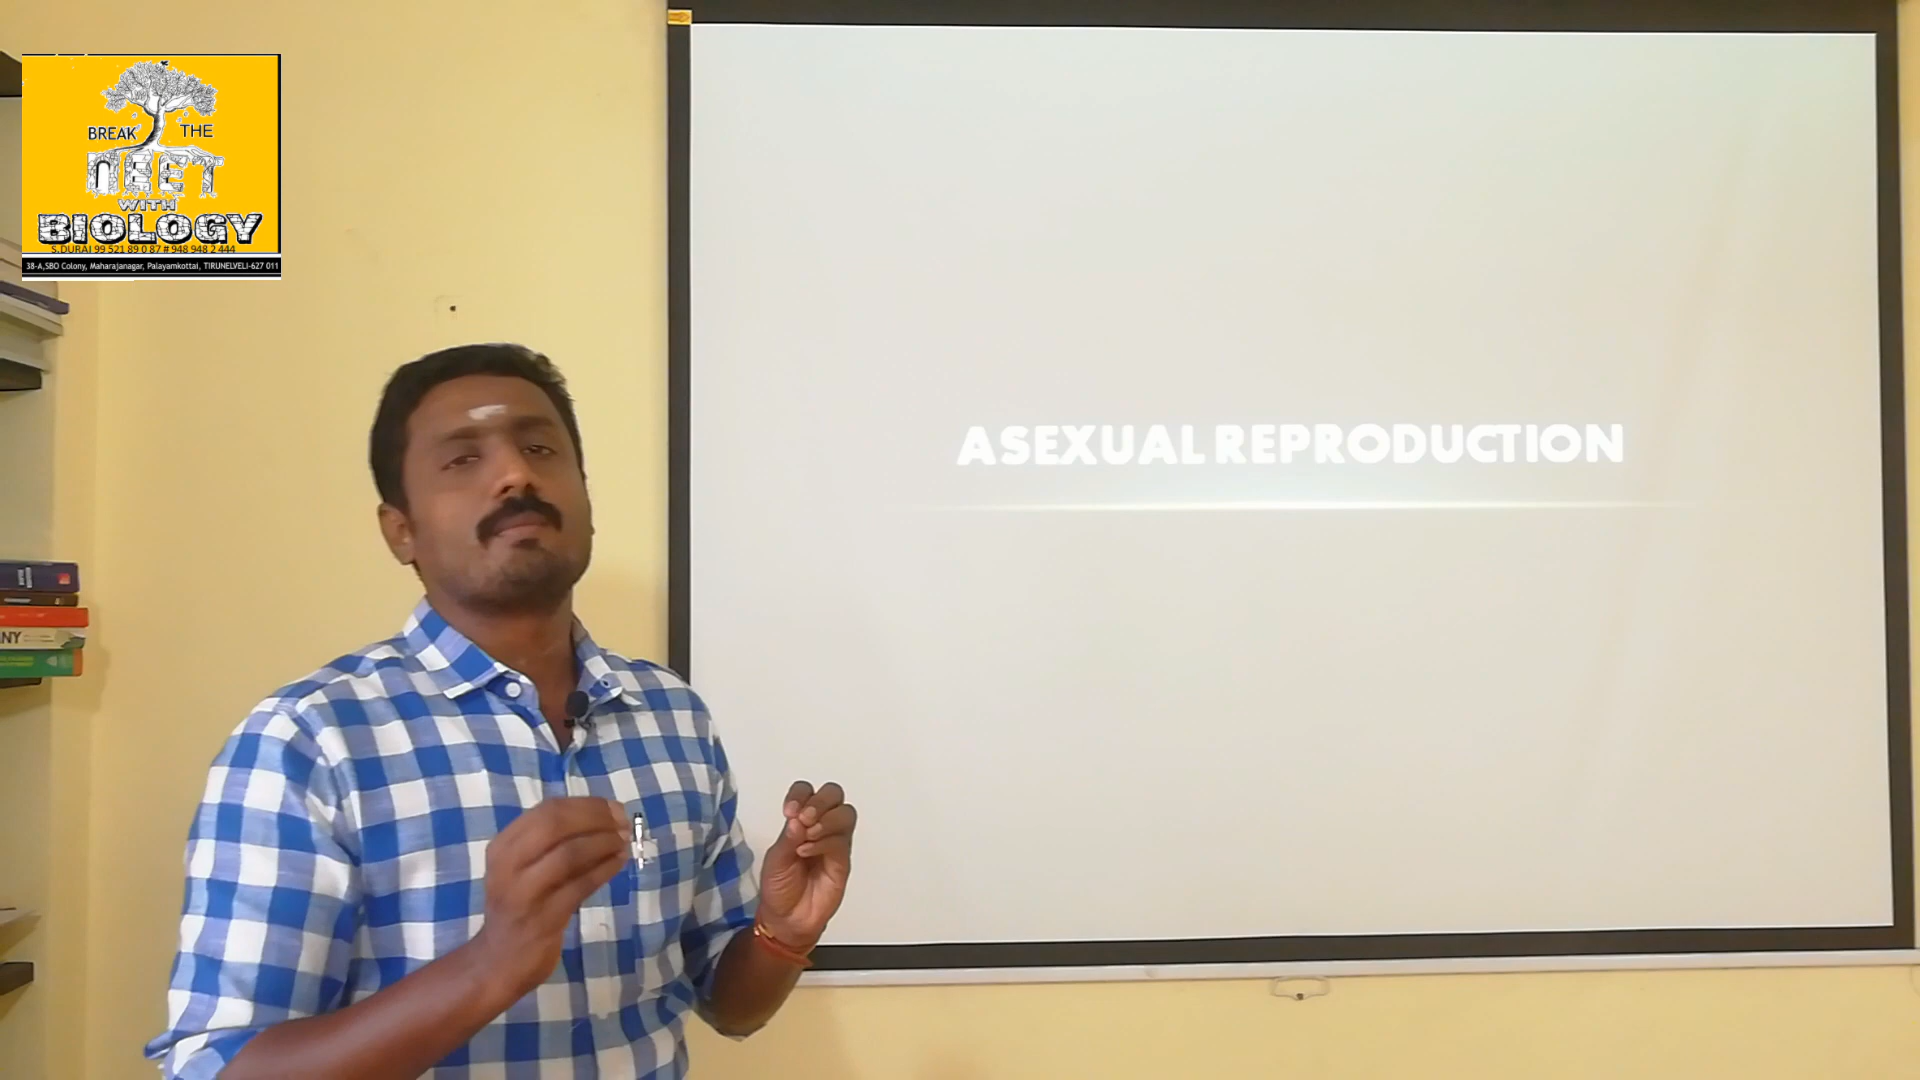 BREAK THE
NEET
WITH
BIOLOGY
S.DURAI 99 521 89 0 87 # 948 948 2 444
38-A,SBO Colony, Maharajanagar, Palayamkottai, TIRUNELVELI-627 011
ASEXUAL REPRODUCTION